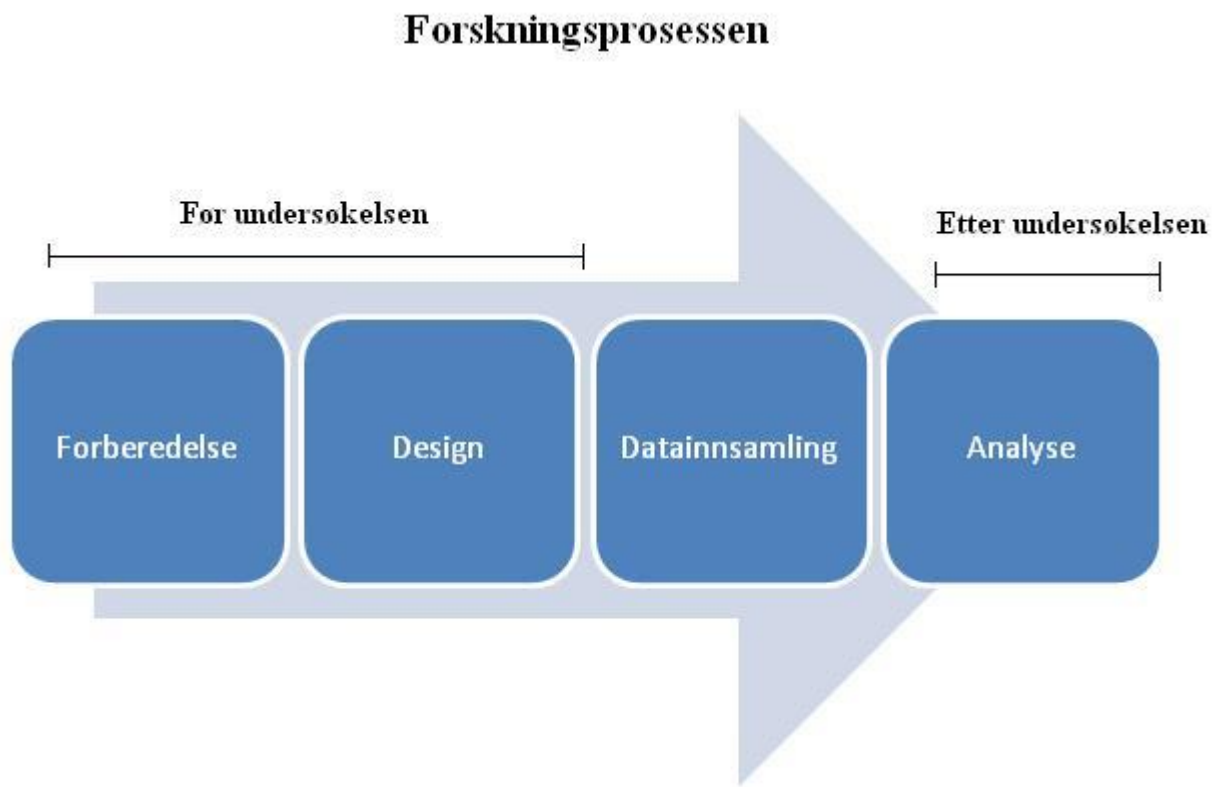 Forskningsprosessen
Før undersøkelsen
Etter undersøkelsen
Forberedelse
Design
Datainnsamling
Analyse